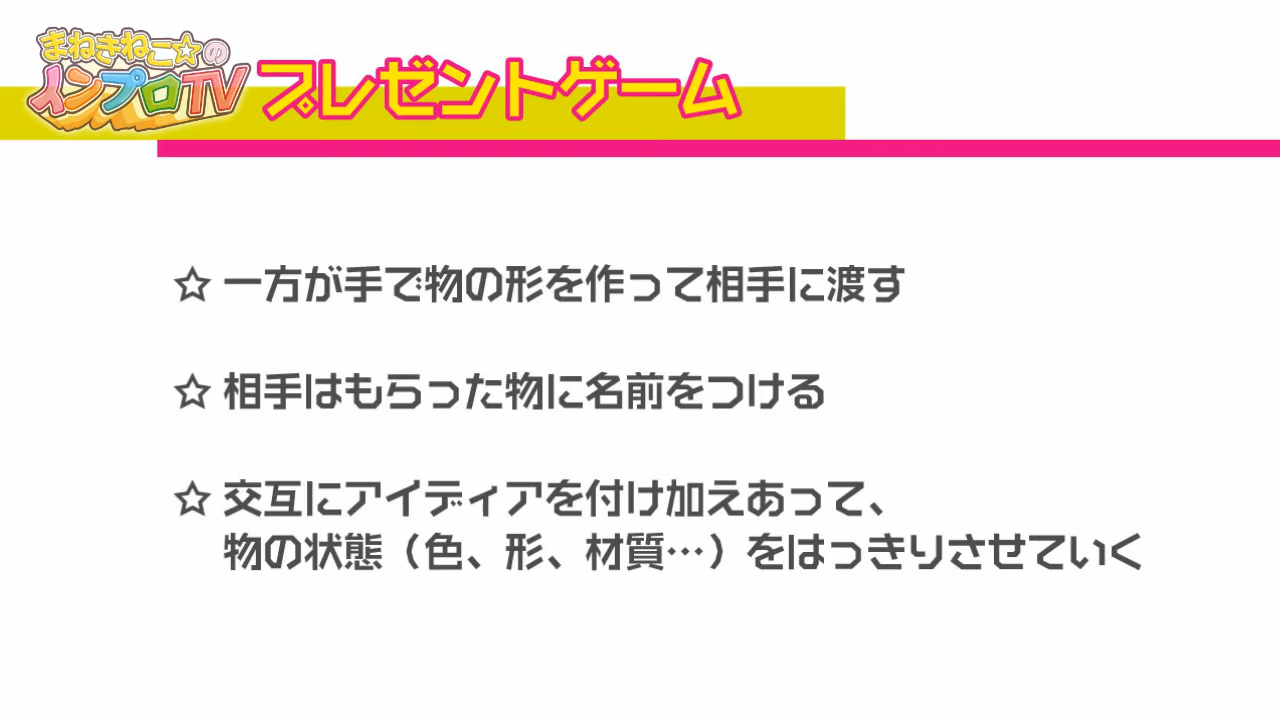 まねきねこ☆の
インプロTV
プレゼントゲーム
☆ 一方が手で物の形を作って相手に渡す
☆ 相手はもらった物に名前をつける
☆ 交互にアイディアを付け加えあって、
物の状態（色、形、材質…）をはっきりさせていく